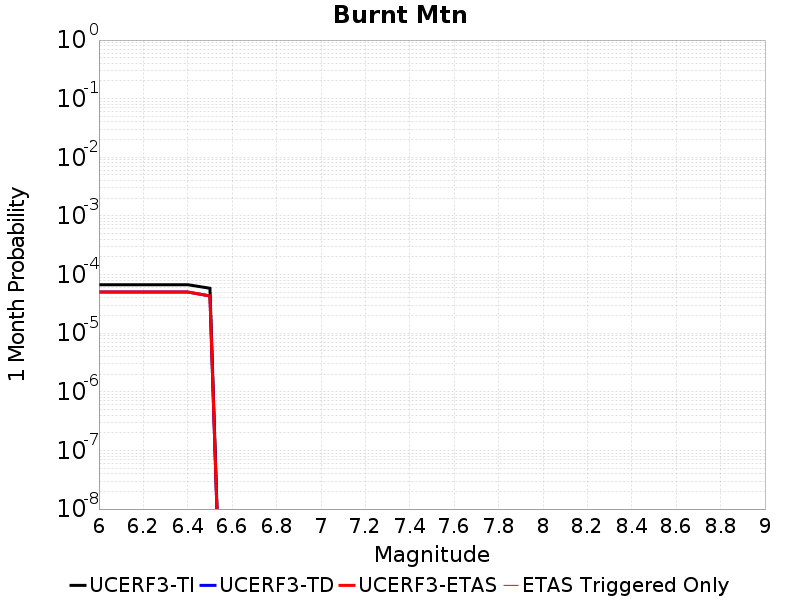 Burnt Mtn
1 Month Probability
10^0
10^-1
10^-2
10^-3
10^-4
10^-5
10^-6
10^-7
10^-8
6 6.2 6.4 6.6 6.8 7 7.2 7.4 7.6 7.8 8 8.2 8.4 8.6 8.8 9
Magnitude
UCERF3-TI UCERF3-TD UCERF3-ETAS ETAS Triggered Only